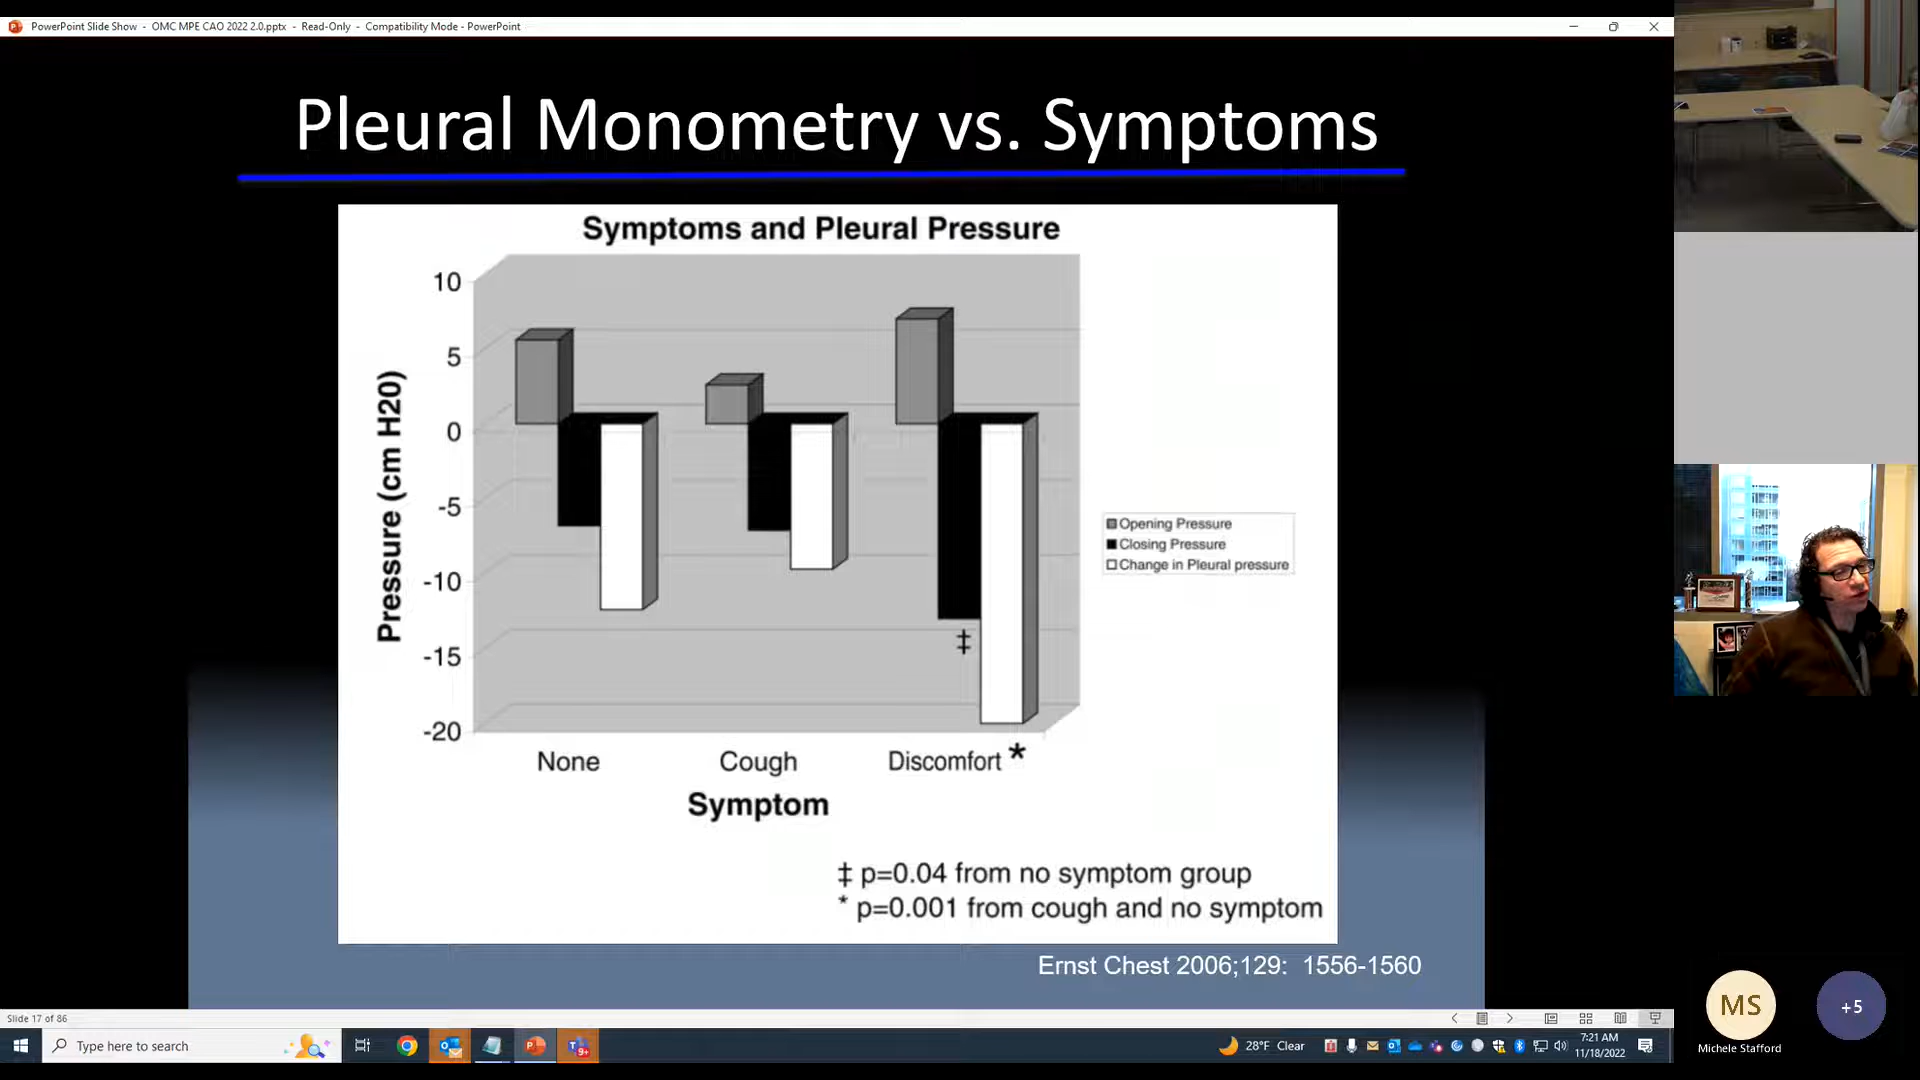 PowerPoint Slide Show - OMC MPE CAO 2022 2.0.pptx - Read-Only - Compatibility Mode - PowerPoint
Pleural Monometry vs. Symptoms
Symptoms and Pleural Pressure
10
5
0
-5
-10
-15
-20
Pressure (cm H20)
Opening Pressure
Closing Pressure
Change in Pleural pressure
‡
None
Cough
Discomfort *
Symptom
‡ p=0.04 from no symptom group
* p=0.001 from cough and no symptom
Ernst Chest 2006;129: 1556-1560
Slide 17 of 86
Type here to search
9+
28°F Clear
7:21 AM
11/18/2022
MS
Michele Stafford
+5